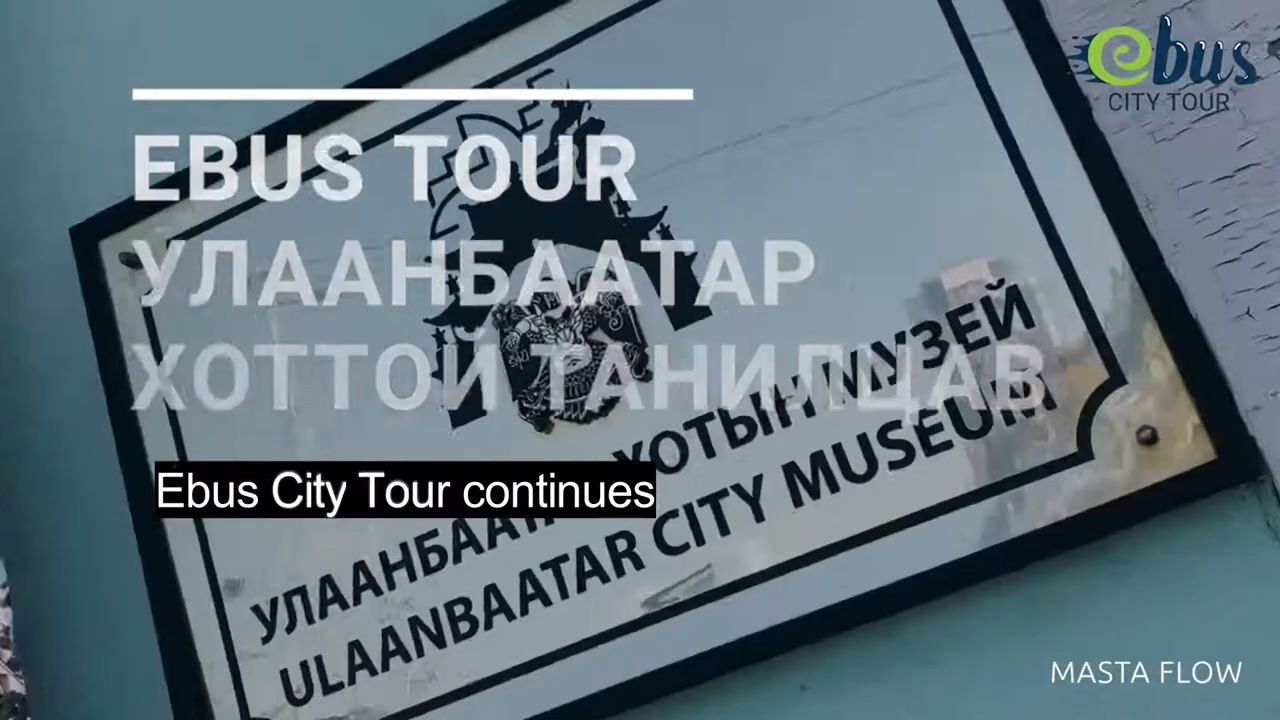 ebus
CITY TOUR
EBUS TOUR
УЛААНБААТАР
ХОТТОЙ ТАНИЛЦАВ
Ebus City Tour continues
ХОТЫН МУЗЕЙ
ULAANBAATAR CITY MUSEUM
MASTA FLOW